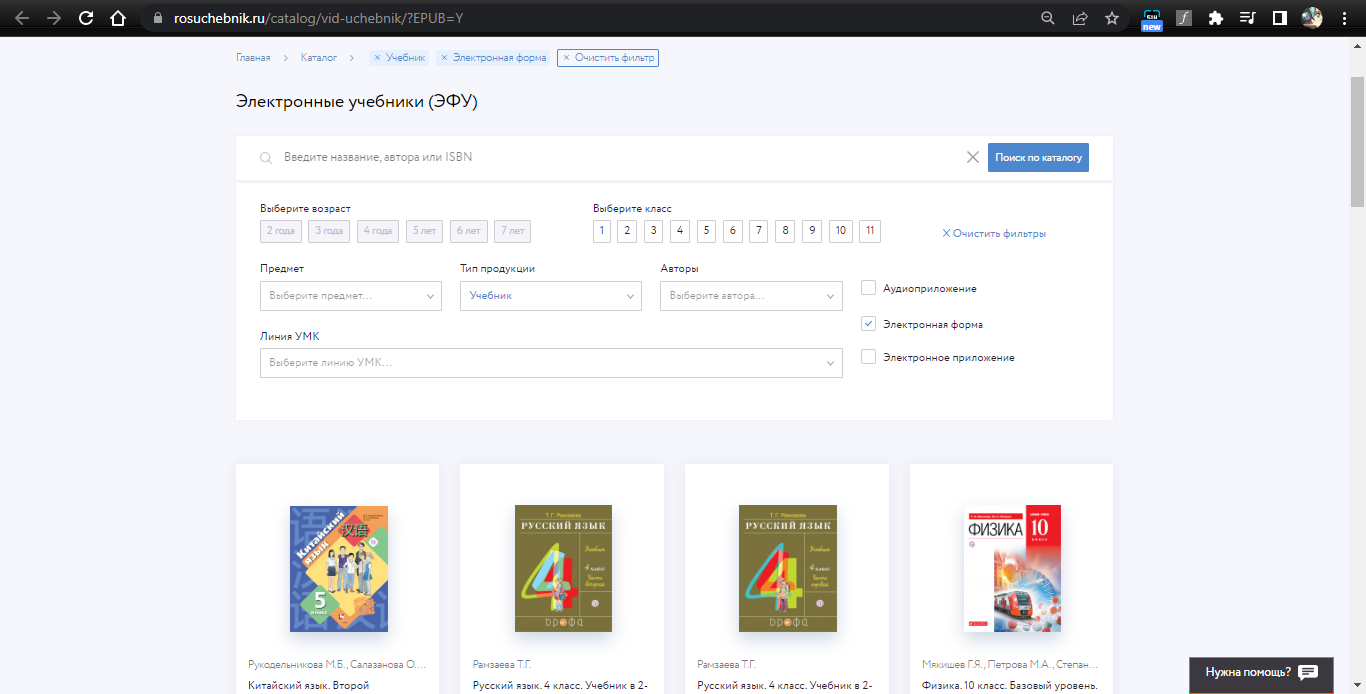 rosuchebnik.ru/catalog/vid-uchebnik/?EPUB=Y
new
Главная > Каталог > × Учебник × Электронная форма × Очистить фильтр
Электронные учебники (ЭФУ)
Введите название, автора или ISBN
Поиск по каталогу
Выберите возраст
2 года 3 года 4 года 5 лет 6 лет 7 лет
Выберите класс
1 2 3 4 5 6 7 8 9 10 11
× Очистить фильтры
Предмет
Выберите предмет...
Тип продукции
Учебник
Авторы
Выберите автора...
Аудиоприложение
Электронная форма
Электронное приложение
Линия УМК
Выберите линию УМК...
Китайский язык
汉语
5
класс
Т.Г. Рамзаева
РУССКИЙ ЯЗЫК
4
Учебник
4 класс
Часть вторая
ДРОФА
Т.Г. Рамзаева
РУССКИЙ ЯЗЫК
4
Учебник
4 класс
Часть первая
ДРОФА
ФИЗИКА 10
КЛАСС
Рукодельникова М.Б., Салазанова О....
Китайский язык. Второй
Рамзаева Т.Г.
Русский язык. 4 класс. Учебник в 2-
Рамзаева Т.Г.
Русский язык. 4 класс. Учебник в 2-
Мякишев Г.Я., Петрова М.А., Степан...
Физика. 10 класс. Базовый уровень.
Нужна помощь?